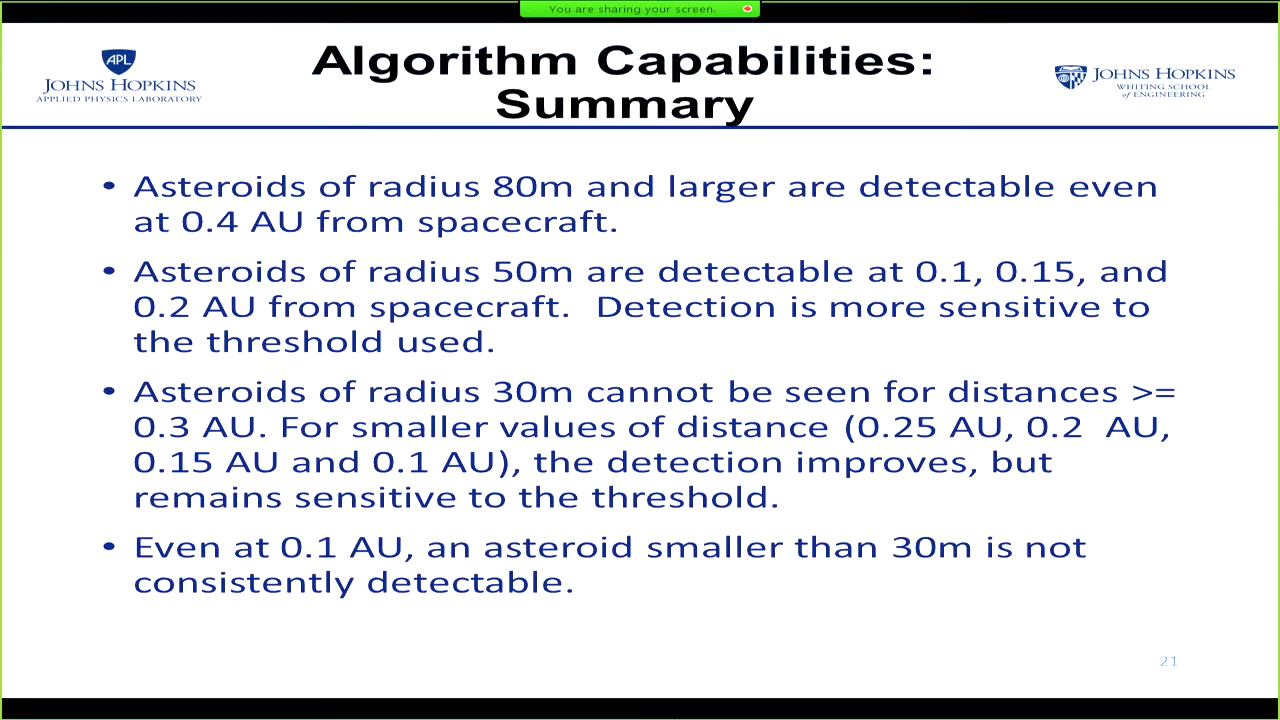 You are sharing your screen.
APL
JOHNS HOPKINS
APPLIED PHYSICS LABORATORY
Algorithm Capabilities:
Summary
JOHNS HOPKINS
WHITING SCHOOL
of ENGINEERING
• Asteroids of radius 80m and larger are detectable even
at 0.4 AU from spacecraft.
• Asteroids of radius 50m are detectable at 0.1, 0.15, and
0.2 AU from spacecraft.  Detection is more sensitive to
the threshold used.
• Asteroids of radius 30m cannot be seen for distances >=
0.3 AU. For smaller values of distance (0.25 AU, 0.2  AU,
0.15 AU and 0.1 AU), the detection improves, but
remains sensitive to the threshold.
• Even at 0.1 AU, an asteroid smaller than 30m is not
consistently detectable.
21